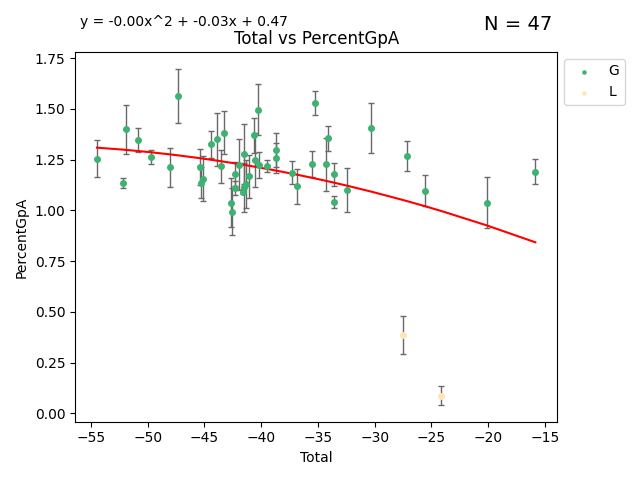 y = -0.00x^2 + -0.03x + 0.47
N = 47
Total vs PercentGpA
G
L
PercentGpA
1.75
1.50
1.25
1.00
0.75
0.50
0.25
0.00
−55 −50 −45 −40 −35 −30 −25 −20 −15
Total